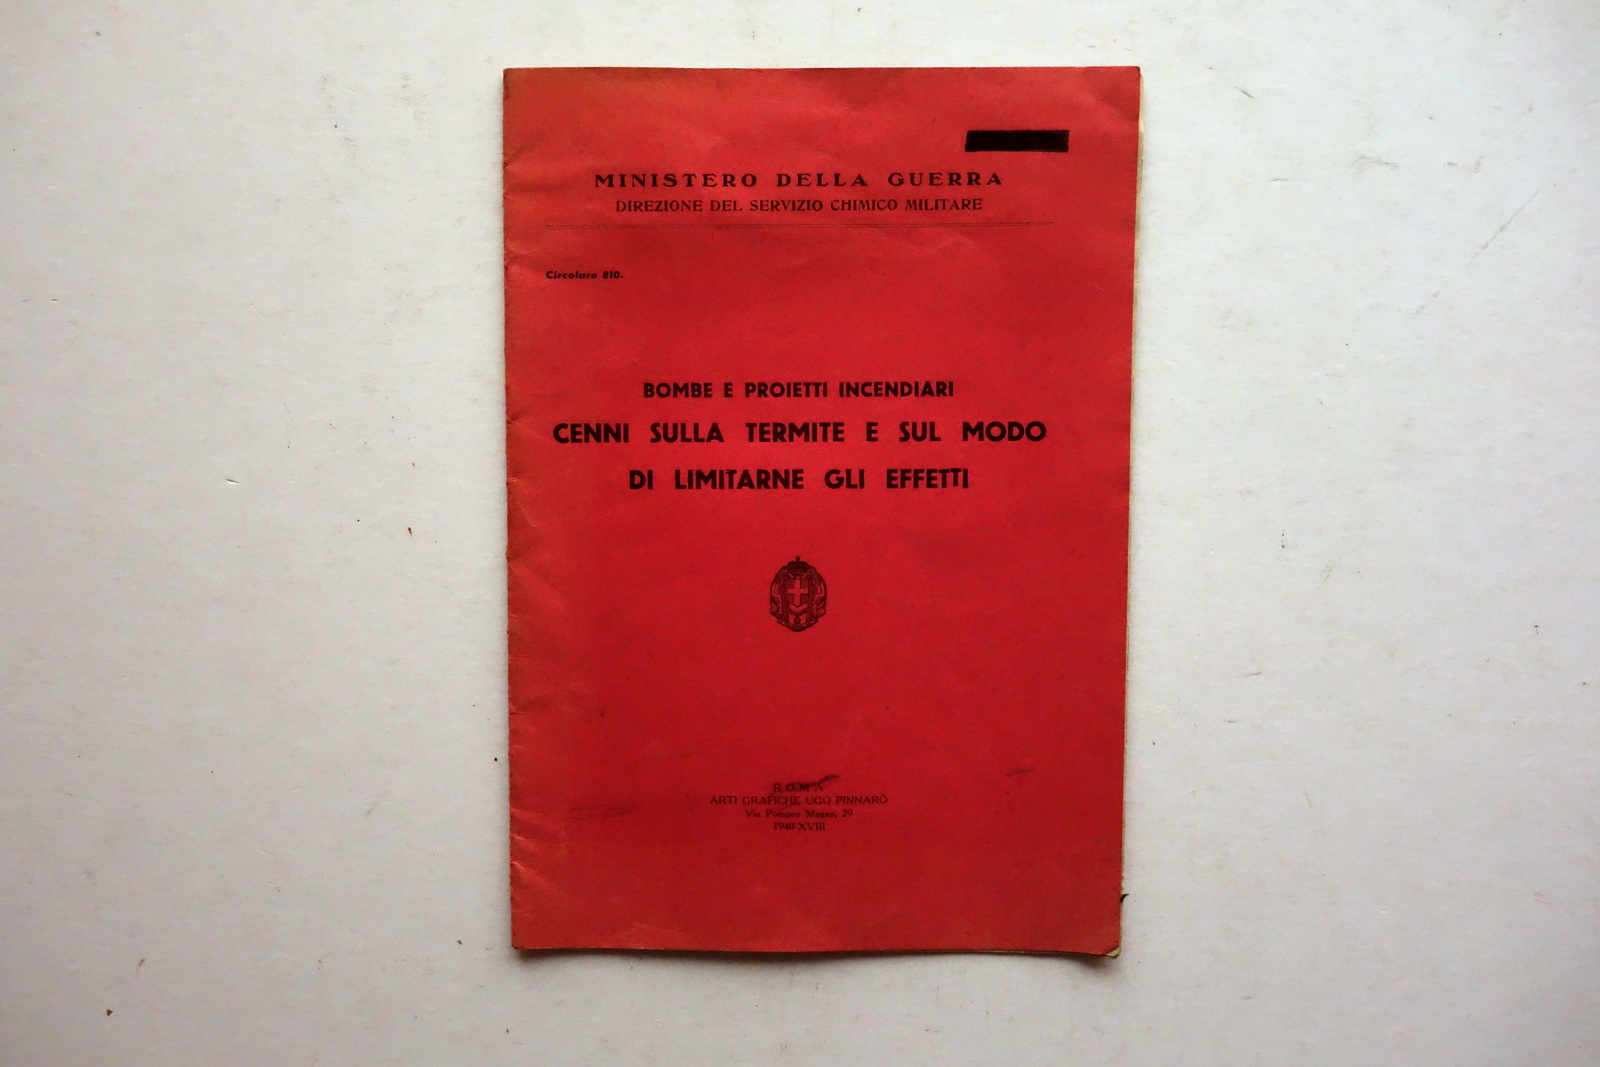 MINISTERO DELLA GUERRA
DIREZIONE DEL SERVIZIO CHIMICO MILITARE
Circolare 810.
BOMBE E PROIETTI INCENDIARI
CENNI SULLA TERMITE E SUL MODO
DI LIMITARNE GLI EFFETTI
ROMA
ARTI GRAFICHE UGO PINNARÒ
Via Pompeo Magno, 29
1940-XVIII